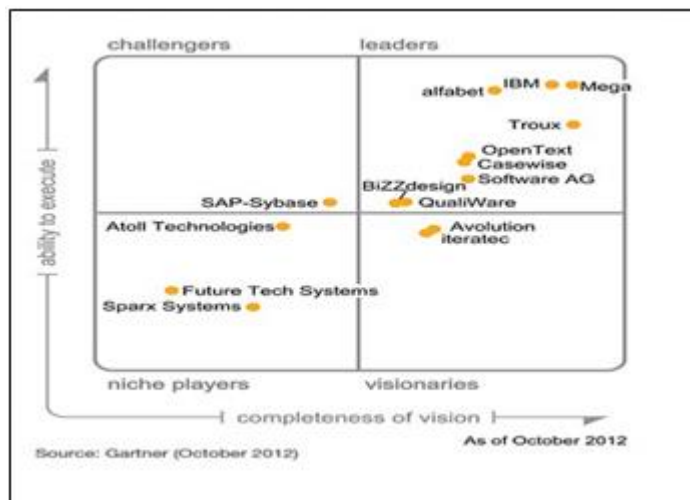 challengers
leaders
IBM
Mega
alfabet
Troux
OpenText
Casewise
Software AG
BiZZdesign
SAP-Sybase
QualiWare
Atoll Technologies
Avolution
iteratec
Future Tech Systems
Sparx Systems
ability to execute
niche players
visionaries
completeness of vision
As of October 2012
Source: Gartner (October 2012)